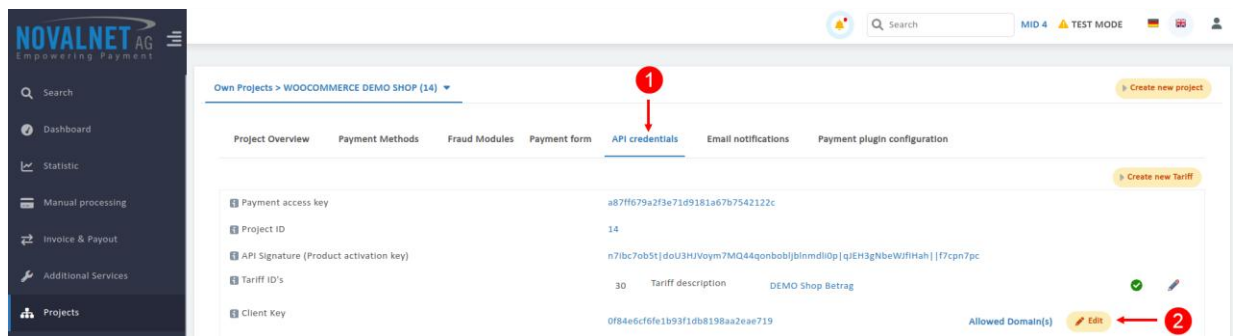 NOVALNET AG
Empowering Payment
Search
MID 4 TEST MODE
Search
Dashboard
Statistic
Manual processing
Invoice & Payout
Additional Services
Projects
1
Own Projects > WOOCOMMERCE DEMO SHOP (14)
Create new project
Project Overview Payment Methods Fraud Modules Payment form API credentials Email notifications Payment plugin configuration
Create new Tariff
Payment access key a87ff679a2f3e71d9181a67b7542122c
Project ID 14
API Signature (Product activation key) n7ibc7ob5t|doU3HJVoym7MQ44qonbobljblnmdli0p|qJEH3gNbeWJfIHah||f7cpn7pc
Tariff ID's 30 Tariff description DEMO Shop Betrag
Client Key 0f84e6cf6fe1b93f1db8198aa2eae719 Allowed Domain(s) Edit 2